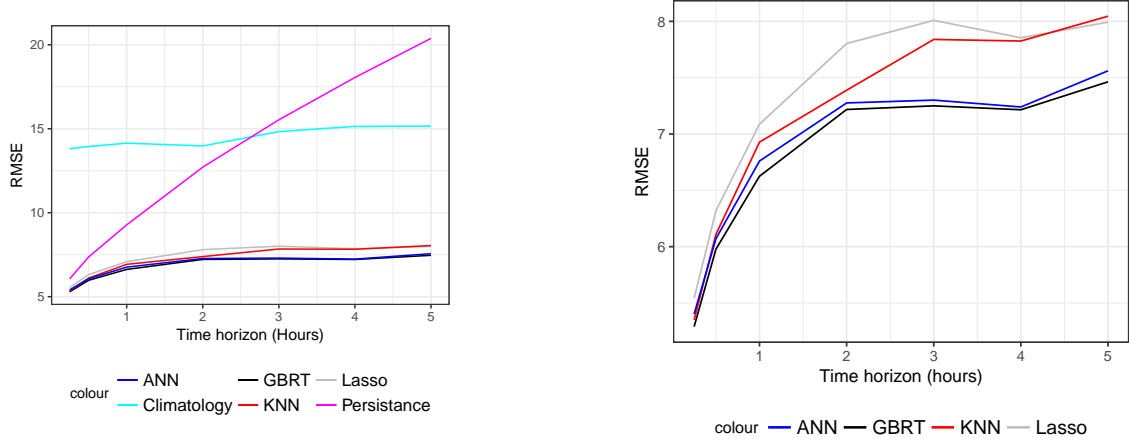 20
15
10
5
RMSE
1 2 3 4 5
Time horizon (Hours)
colour
ANN GBRT Lasso
Climatology KNN Persistance
8
7
6
RMSE
1 2 3 4 5
Time horizon (hours)
colour ANN GBRT KNN Lasso